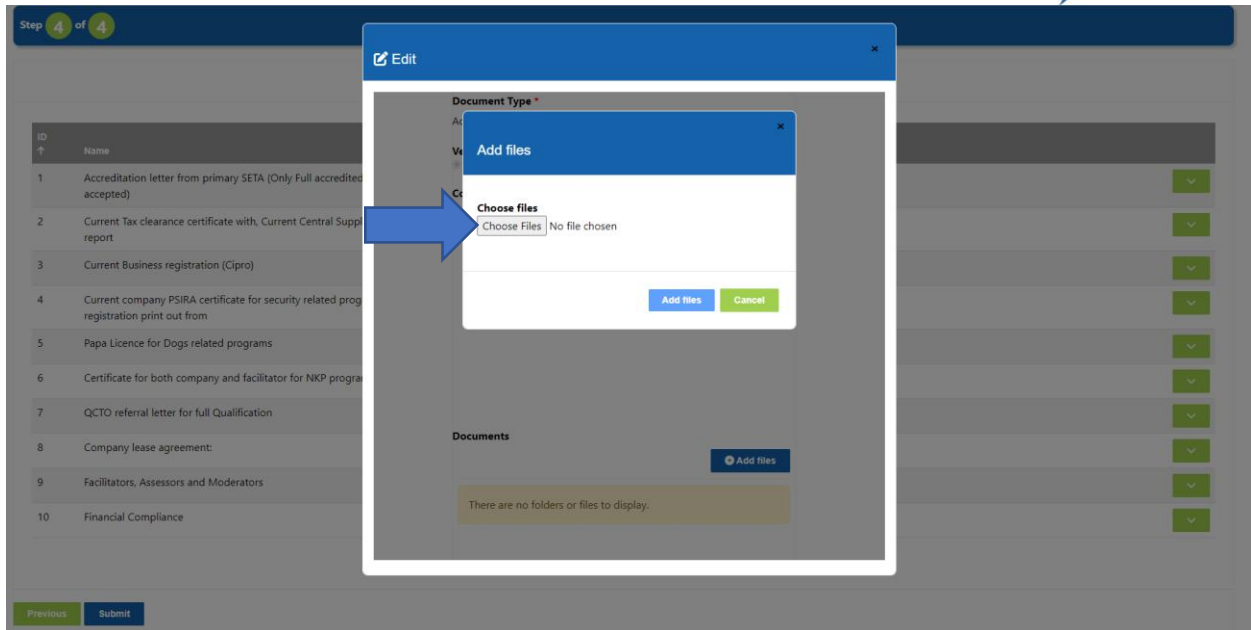 Step 4 of 4
Edit
×
Document Type *
Add files
×
Choose files
Choose Files No file chosen
Add files Cancel
ID
Name
1 Accreditation letter from primary SETA (Only Full accredited
accepted)
2 Current Tax clearance certificate with, Current Central Suppl
report
3 Current Business registration (Cipro)
4 Current company PSIRA certificate for security related prog
registration print out from
5 Papa Licence for Dogs related programs
6 Certificate for both company and facilitator for NKP progra
7 QCTO referral letter for full Qualification
8 Company lease agreement:
9 Facilitators, Assessors and Moderators
10 Financial Compliance
Documents
Add files
There are no folders or files to display.
Previous Submit